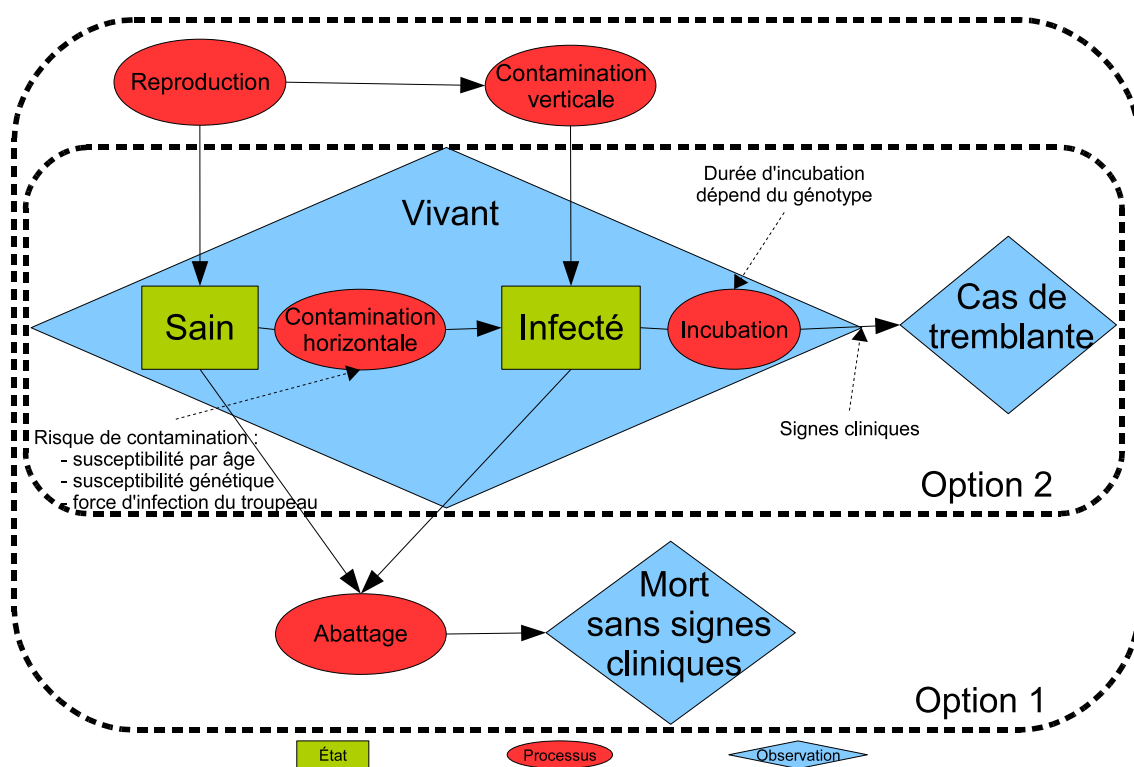 Reproduction
Contamination
verticale
Durée d'incubation
dépend du génotype
Vivant
Sain
Contamination
horizontale
Infecté
Incubation
Cas de
tremblante
Risque de contamination :
- susceptibilité par âge
- susceptibilité génétique
- force d'infection du troupeau
Signes cliniques
Option 2
Abattage
Mort
sans signes
cliniques
Option 1
État
Processus
Observation